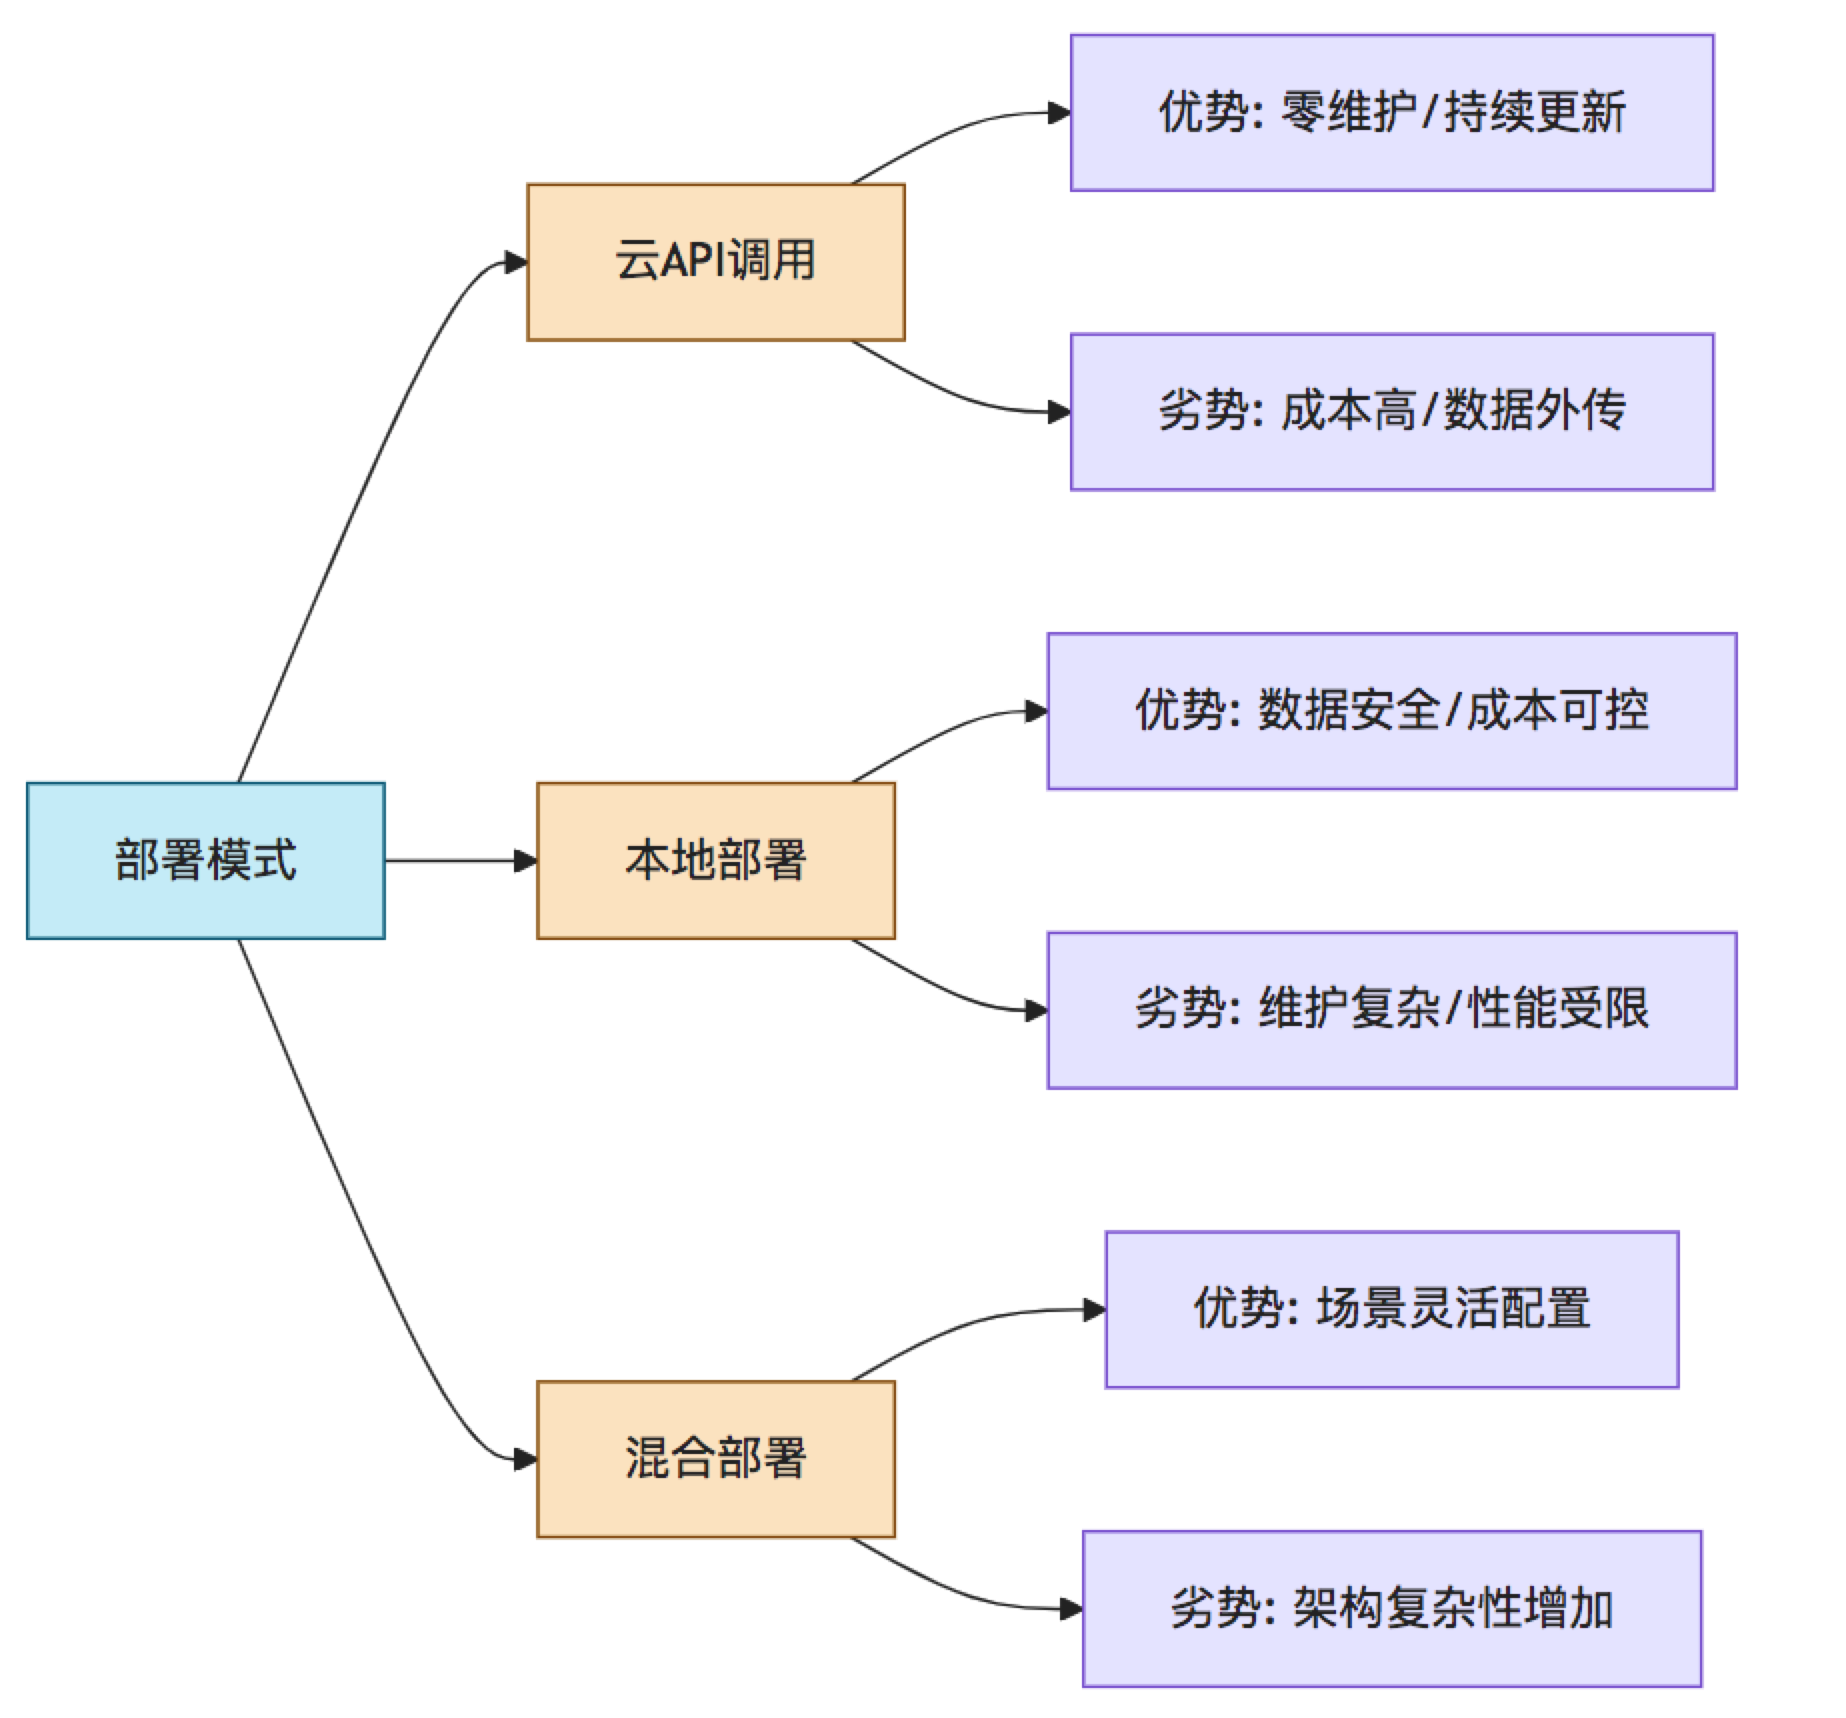 部署模式
云API调用
优势: 零维护/持续更新
劣势: 成本高/数据外传
本地部署
优势: 数据安全/成本可控
劣势: 维护复杂/性能受限
混合部署
优势: 场景灵活配置
劣势: 架构复杂性增加